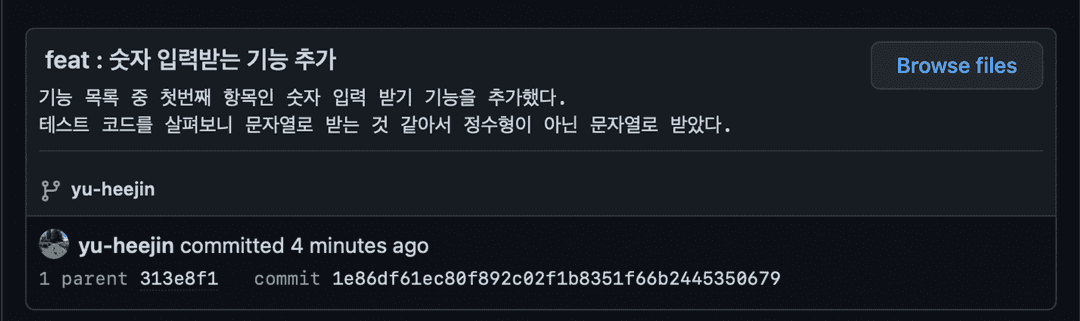 feat : 숫자 입력받는 기능 추가
Browse files
기능 목록 중 첫번째 항목인 숫자 입력 받기 기능을 추가했다.
테스트 코드를 살펴보니 문자열로 받는 것 같아서 정수형이 아닌 문자열로 받았다.
yu-heejin
yu-heejin committed 4 minutes ago
1 parent 313e8f1 commit 1e86df61ec80f892c02f1b8351f66b2445350679